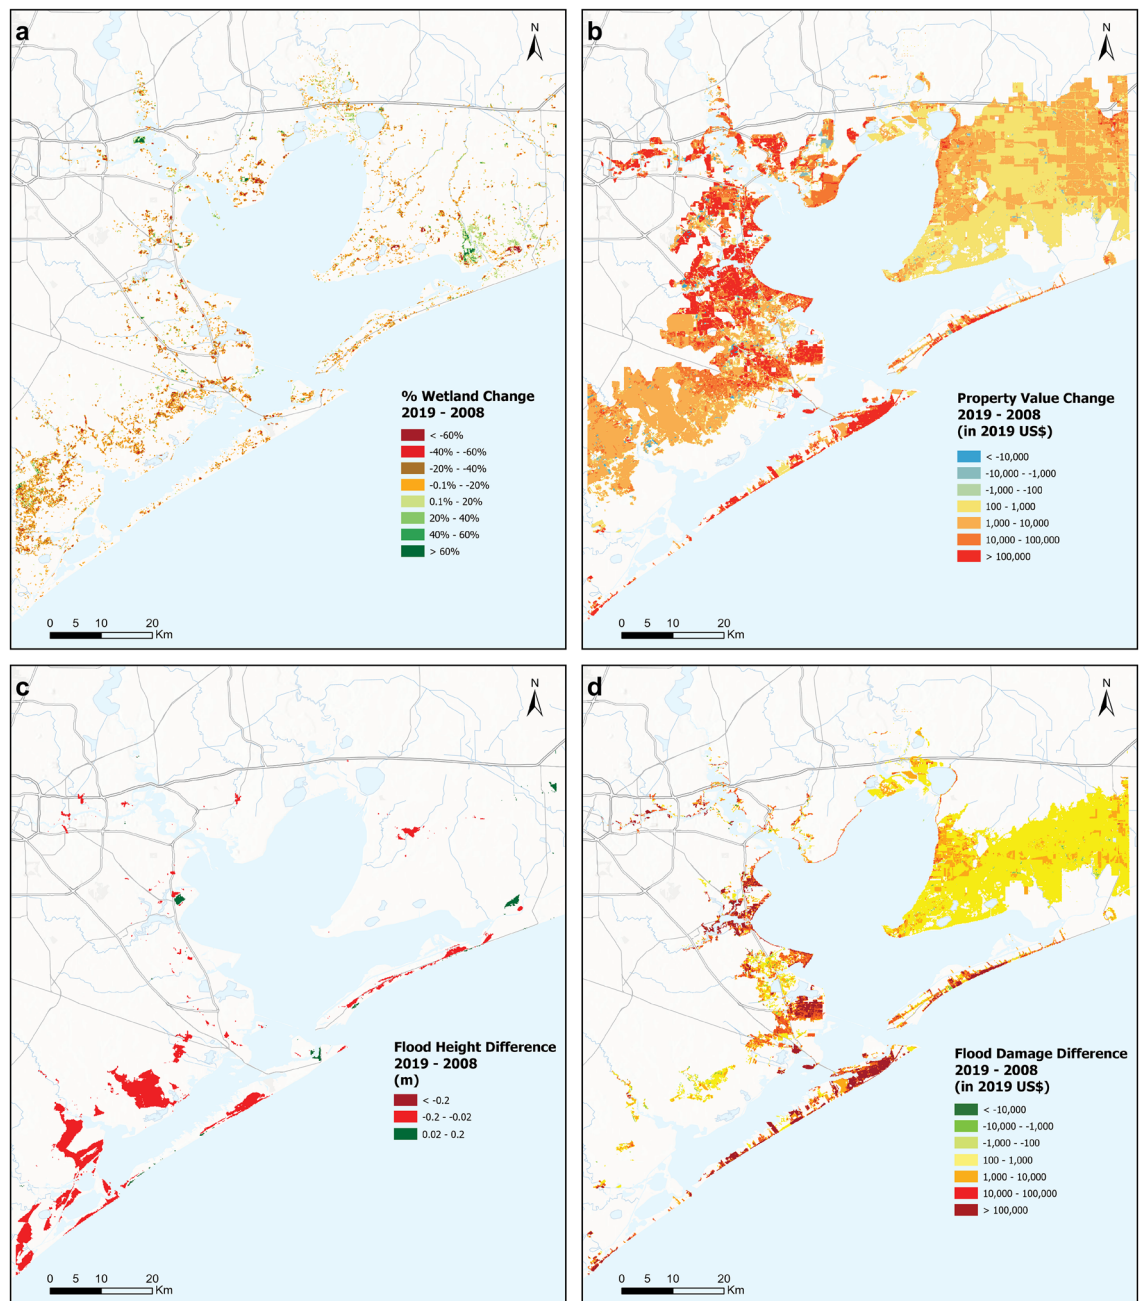 a
N
% Wetland Change
2019 - 2008
< -60%
-40% - -60%
-20% - -40%
-0.1% - -20%
0.1% - 20%
20% - 40%
40% - 60%
> 60%
0 5 10 20
Km
b
N
Property Value Change
2019 - 2008
(in 2019 US$)
< -10,000
-10,000 - -1,000
-1,000 - -100
100 - 1,000
1,000 - 10,000
10,000 - 100,000
> 100,000
0 5 10 20
Km
c
N
Flood Height Difference
2019 - 2008
(m)
< -0.2
-0.2 - -0.02
0.02 - 0.2
0 5 10 20
Km
d
N
Flood Damage Difference
2019 - 2008
(in 2019 US$)
< -10,000
-10,000 - -1,000
-1,000 - -100
100 - 1,000
1,000 - 10,000
10,000 - 100,000
> 100,000
0 5 10 20
Km